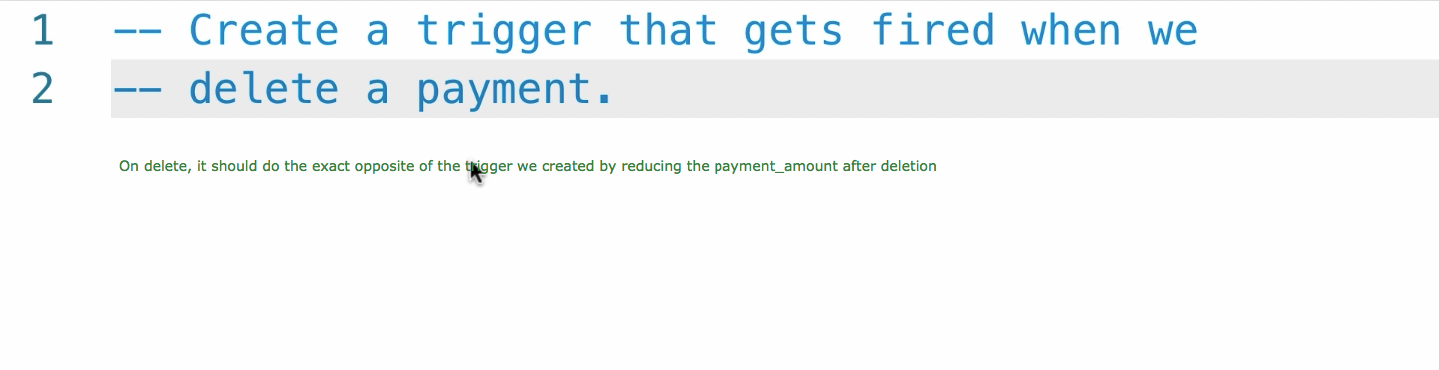 1 -- Create a trigger that gets fired when we
2 -- delete a payment.
On delete, it should do the exact opposite of the trigger we created by reducing the payment_amount after deletion